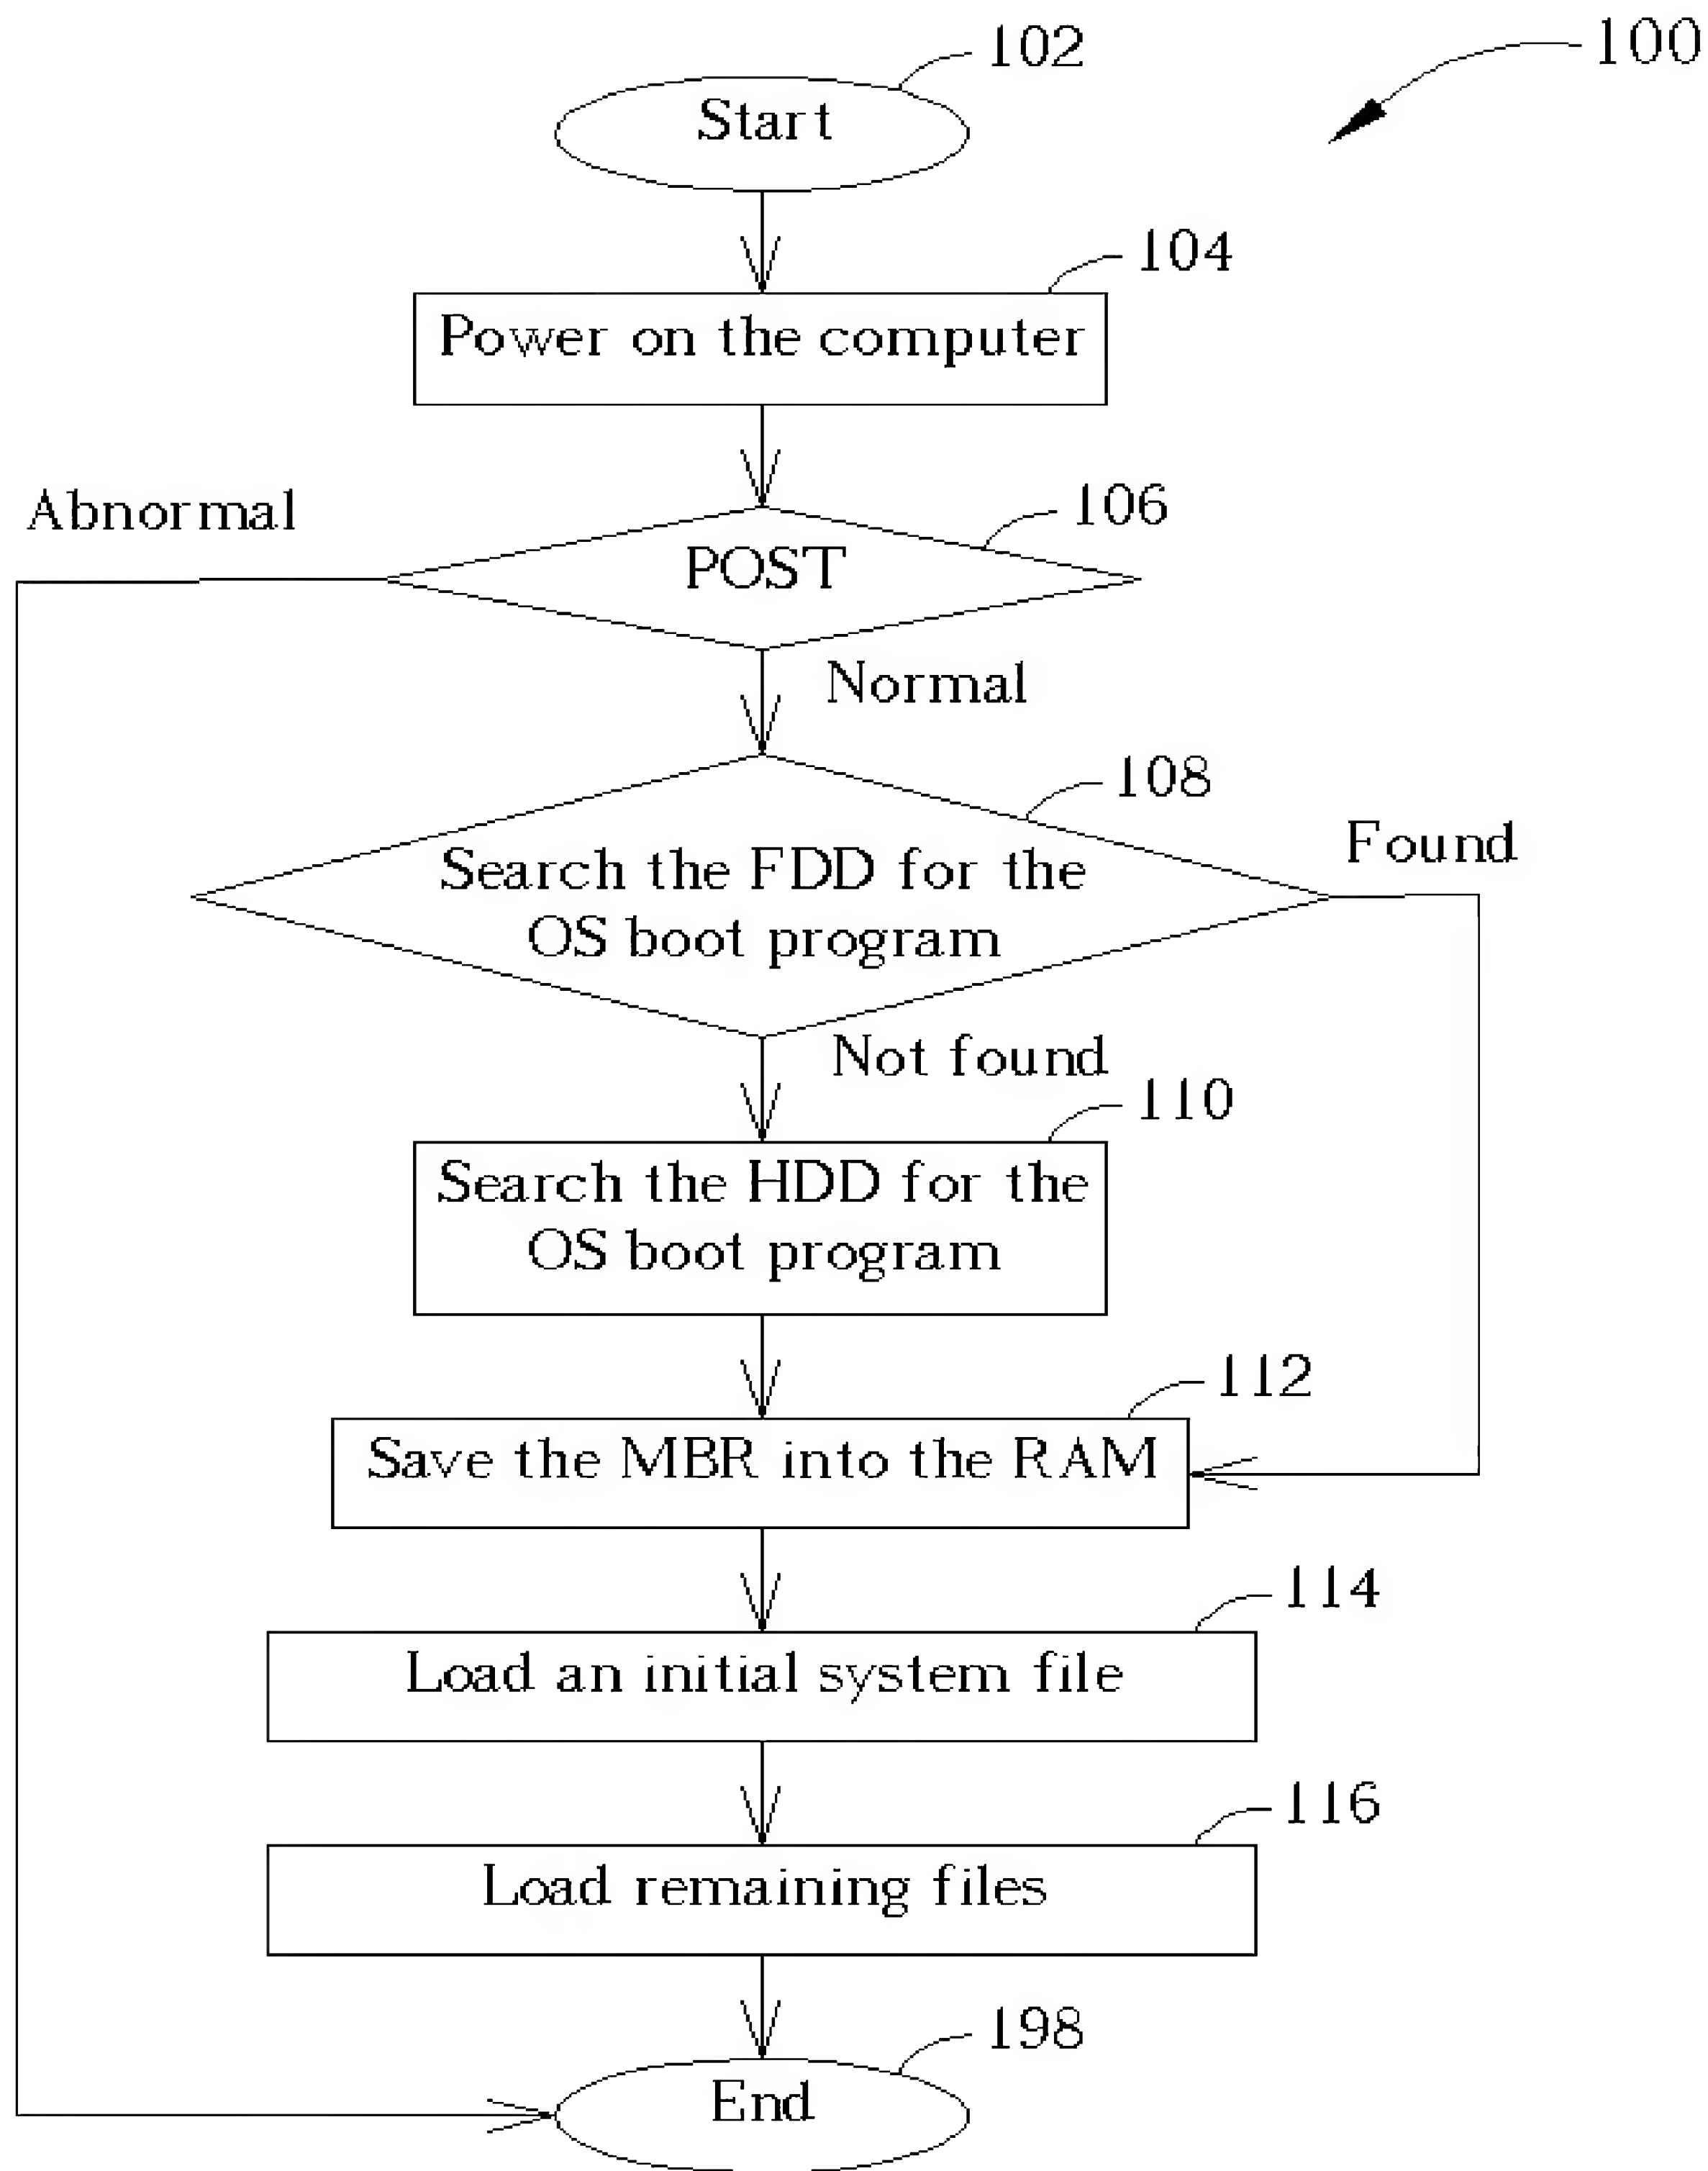 102
100
Start
104
Power on the computer
Abnormal
106
POST
Normal
108
Found
Search the FDD for the
OS boot program
Not found
110
Search the HDD for the
OS boot program
112
Save the MBR into the RAM
114
Load an initial system file
116
Load remaining files
198
End